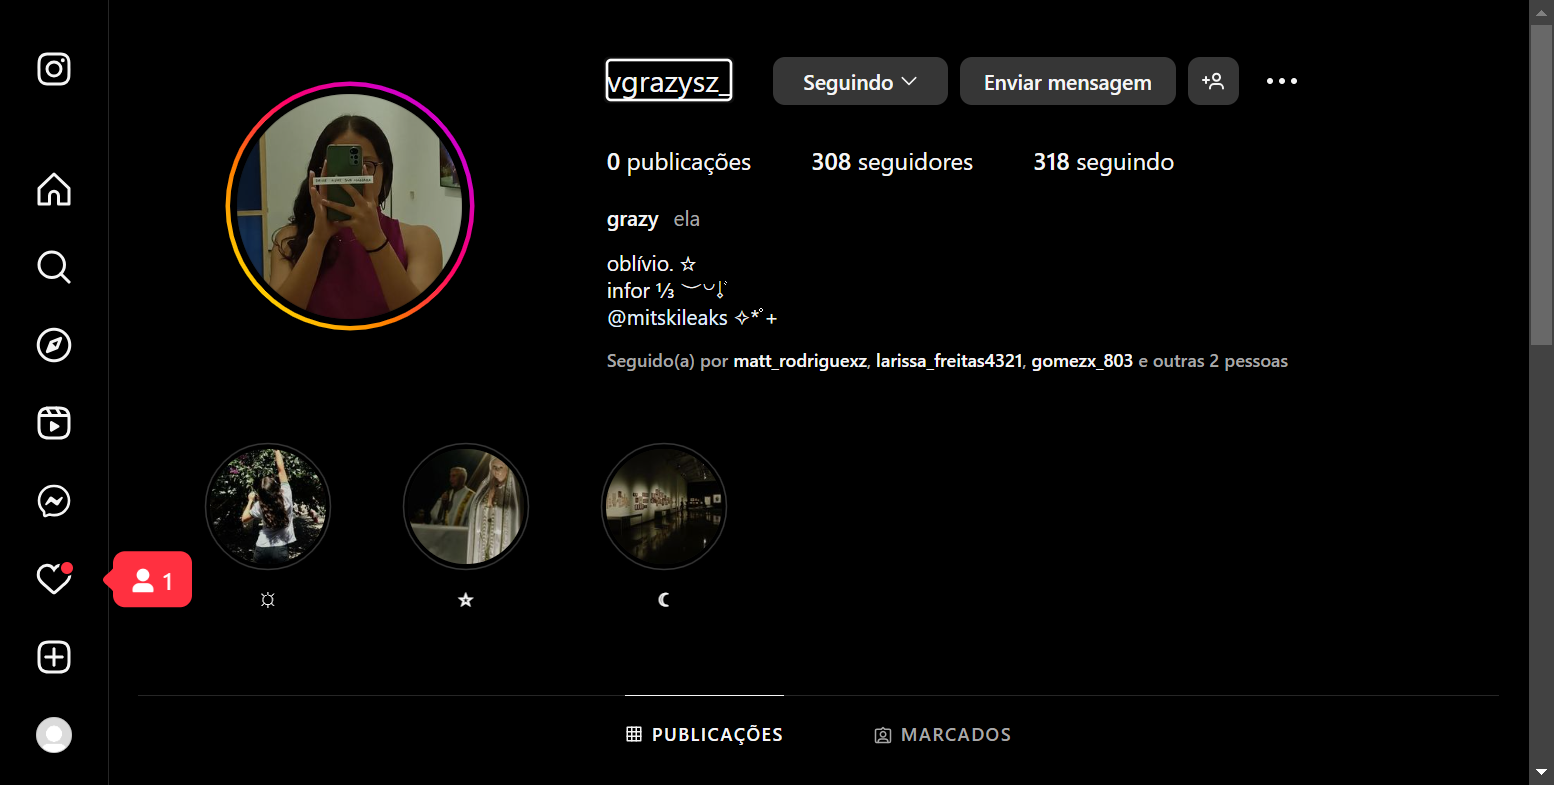 vgrazysz_
Seguindo
Enviar mensagem
0 publicações
308 seguidores
318 seguindo
grazy ela
oblívio. ☆
infor ⅓
@mitskileaks ✧*˚+
Seguido(a) por matt_rodriguexz, larissa_freitas4321, gomezx_803 e outras 2 pessoas
1
PUBLICAÇÕES
MARCADOS